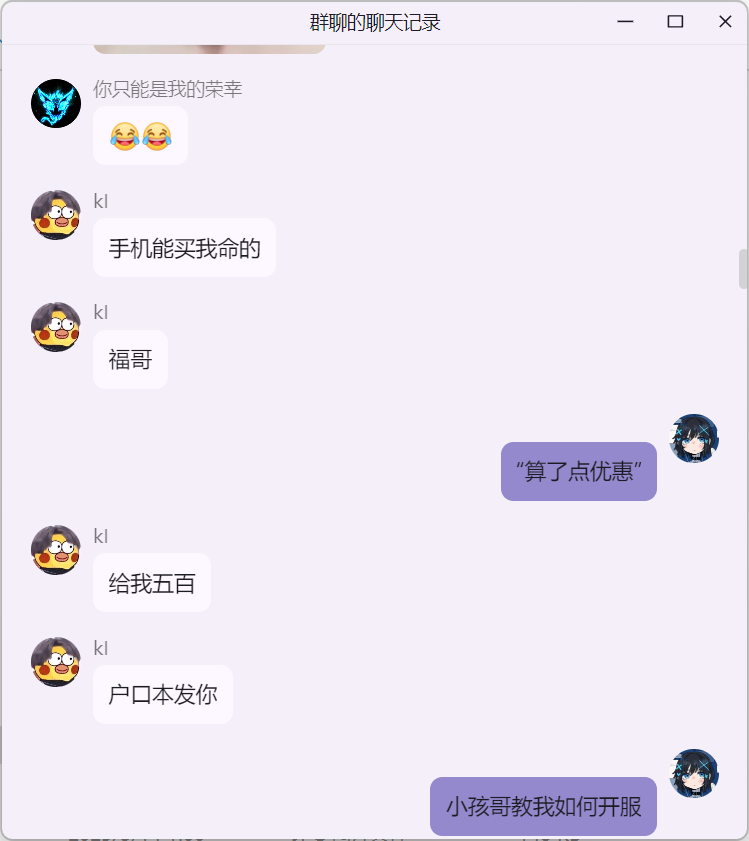 群聊的聊天记录
你只能是我的荣幸
😂😂
kl
手机能买我命的
kl
福哥
“算了点优惠”
kl
给我五百
kl
户口本发你
小孩哥教我如何开服